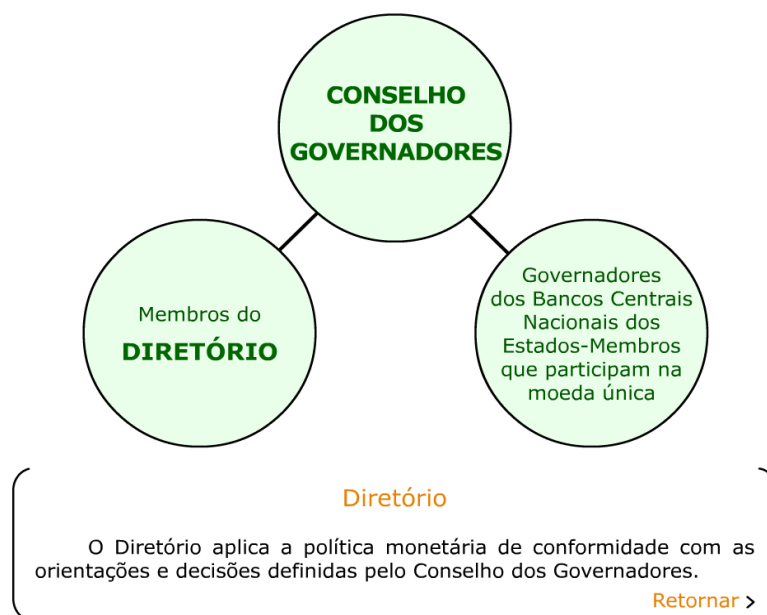 CONSELHO
DOS
GOVERNADORES
Membros do
DIRETÓRIO
Governadores
dos Bancos Centrais
Nacionais dos
Estados-Membros
que participam na
moeda única
Diretório
O Diretório aplica a política monetária de conformidade com as
orientações e decisões definidas pelo Conselho dos Governadores.
Retornar >